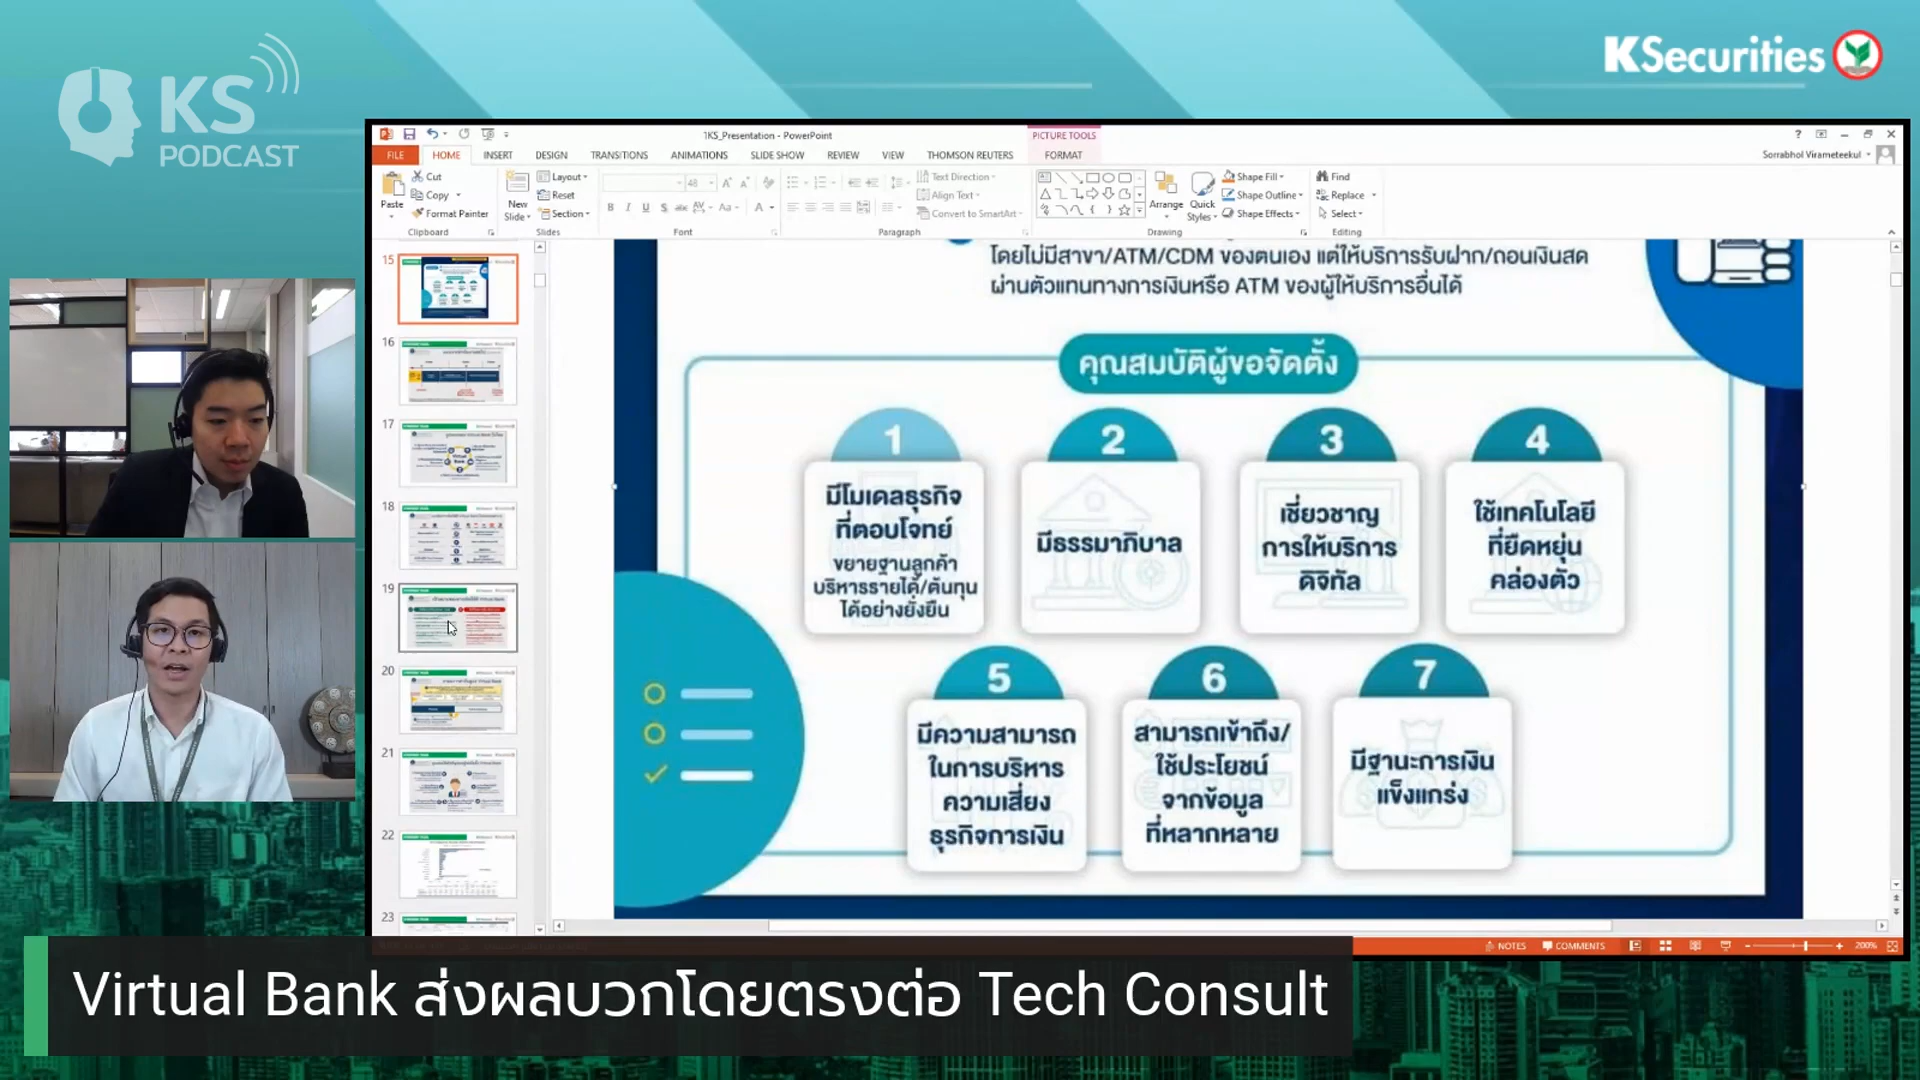 KS
PODCAST
KSecurities
1KS_Presentation - PowerPoint
PICTURE TOOLS
FILE
HOME
INSERT
DESIGN
TRANSITIONS
ANIMATIONS
SLIDE SHOW
REVIEW
VIEW
THOMSON REUTERS
FORMAT
Sorrabhol Virameteekul
Paste
Cut
Copy
Format Painter
Clipboard
New
Slide
Layout
Reset
Section
Slides
48
Font
Text Direction
Align Text
Convert to SmartArt
Paragraph
Arrange
Quick
Styles
Shape Fill
Shape Outline
Shape Effects
Drawing
Find
Replace
Select
Editing
15
16
17
18
19
20
21
22
23
โดยไม่มีสาขา/ATM/CDM ของตนเอง แต่ให้บริการรับฝาก/ถอนเงินสด
ผ่านตัวแทนทางการเงินหรือ ATM ของผู้ให้บริการอื่นได้
คุณสมบัติผู้ขอจัดตั้ง
1
มีโมเดลธุรกิจ
ที่ตอบโจทย์
ขยายฐานลูกค้า
บริหารรายได้/ต้นทุน
ได้อย่างยั่งยืน
2
มีธรรมาภิบาล
3
เชี่ยวชาญ
การให้บริการ
ดิจิทัล
4
ใช้เทคโนโลยี
ที่ยืดหยุ่น
คล่องตัว
5
มีความสามารถ
ในการบริหาร
ความเสี่ยง
ธุรกิจการเงิน
6
สามารถเข้าถึง/
ใช้ประโยชน์
จากข้อมูล
ที่หลากหลาย
7
มีฐานะการเงิน
แข็งแกร่ง
NOTES
COMMENTS
200%
Virtual Bank ส่งผลบวกโดยตรงต่อ Tech Consult